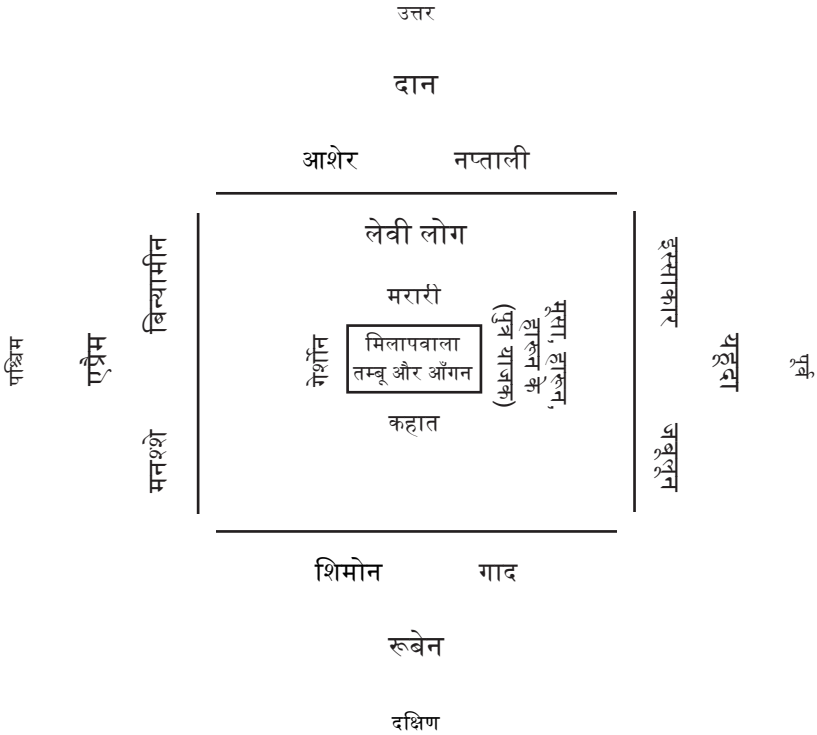 उत्तर
दान
आशेर नप्ताली
लेवी लोग
मरारी
मिलापवाला
तम्बू और आँगन
कहात
गेर्शोन
मूसा, हारून,
हारून के
(पुत्र याजक)
बिन्यामीन
मनश्शे
एप्रैम
पश्चिम
इस्साकार
जबूलून
यहूदा
पूर्व
शिमोन गाद
रूबेन
दक्षिण